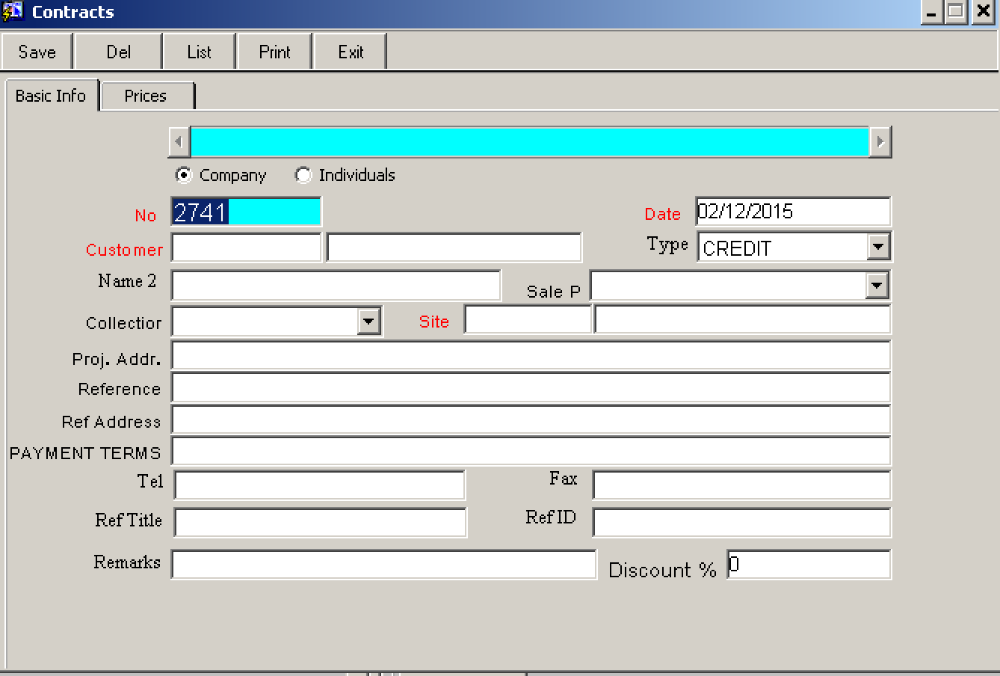 Contracts
Save Del List Print Exit
Basic Info Prices
Company Individuals
No 2741 Date 02/12/2015
Customer Type CREDIT
Name 2 Sale P
Collectior Site
Proj. Addr.
Reference
Ref Address
PAYMENT TERMS
Tel Fax
Ref Title Ref ID
Remarks Discount % 0